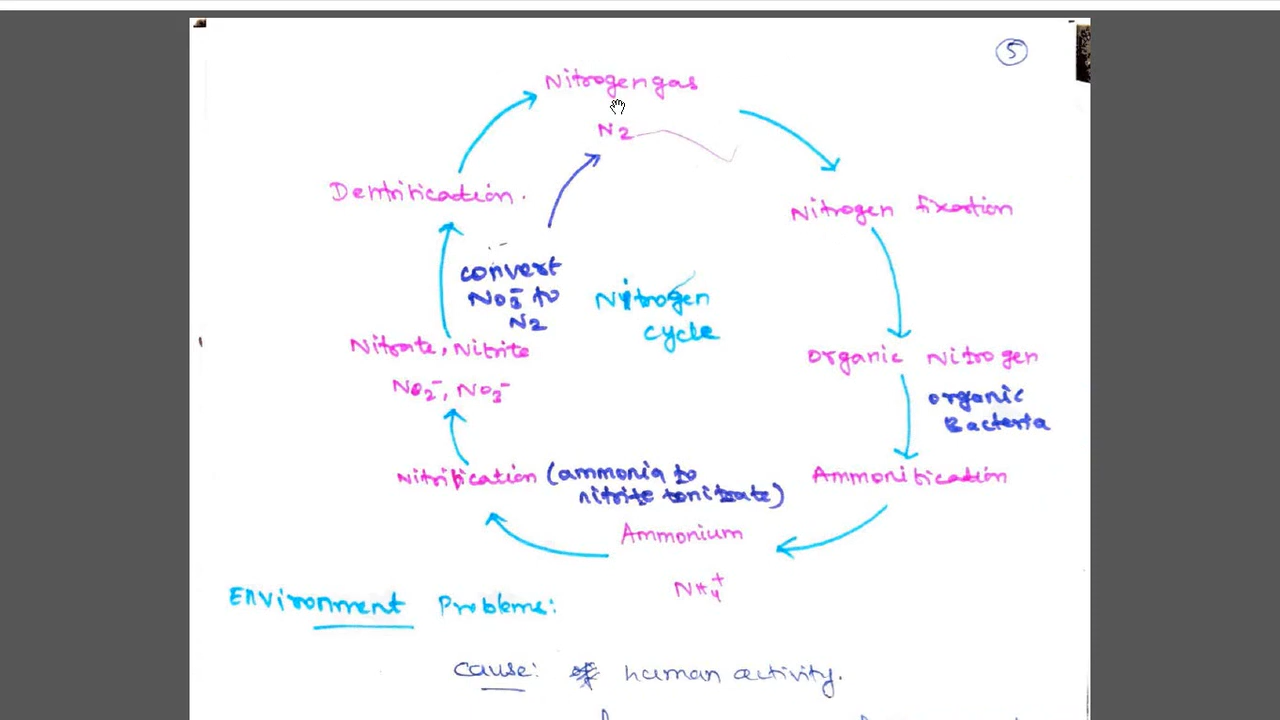 5
Nitrogen gas
N2
Dentrification.
Nitrogen fixation
convert
NO3- to
N2
Nitrogen
cycle
Nitrate, Nitrite
NO2-, NO3-
Organic Nitrogen
organic
Bacteria
Nitrification (ammonia to
nitrite to nitrate)
Ammonification
Ammonium
NH4+
Environment Problems:
cause: human activity.